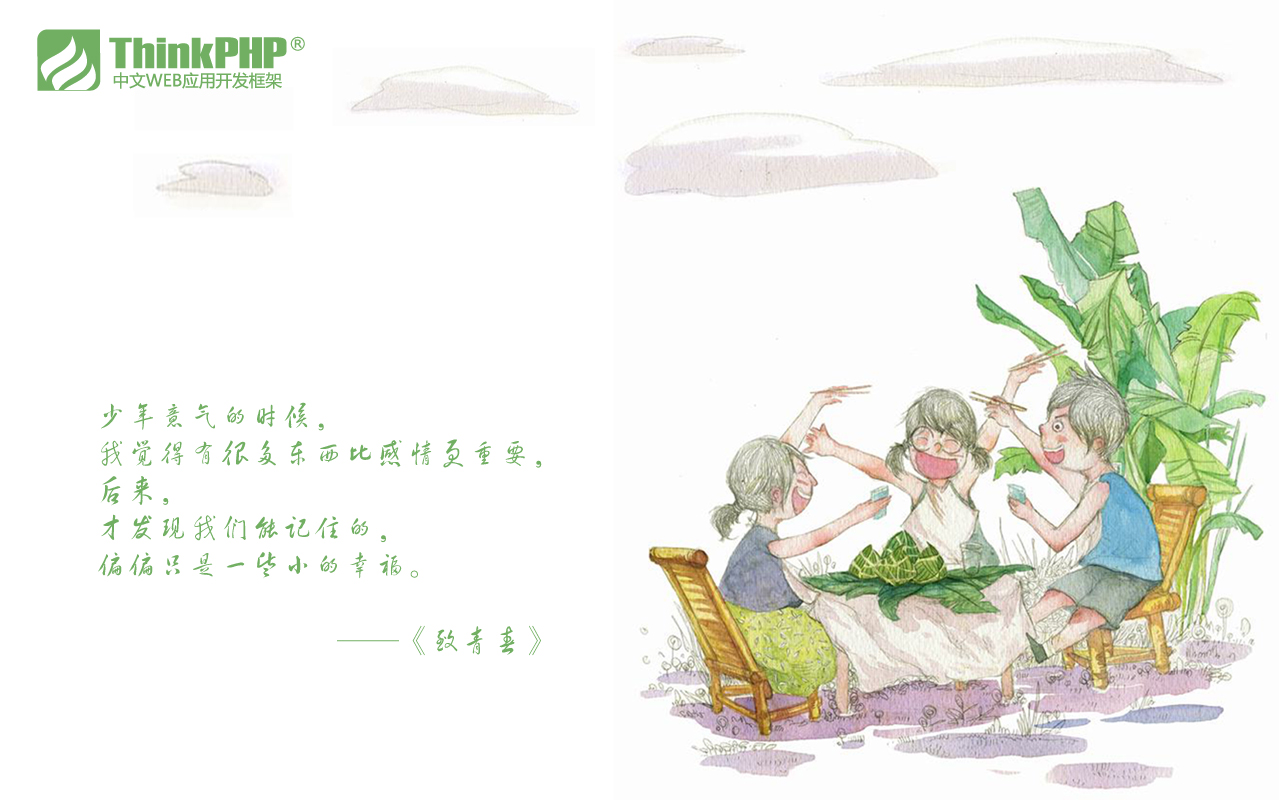 ThinkPHP®
中文WEB应用开发框架
少年意气的时候，
我觉得有很多东西比感情更重要，
后来，
才发现我们能记住的，
偏偏只是一些小的幸福。
——《致青春》